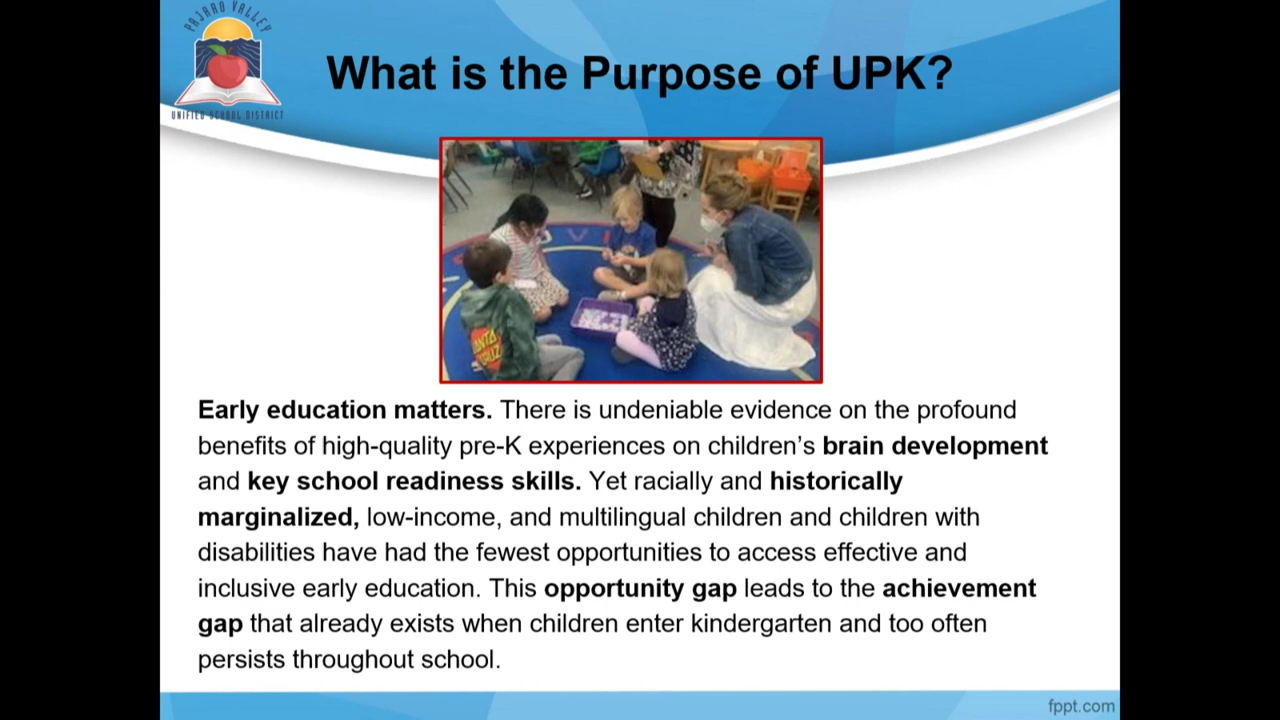 PAJARO VALLEY
UNIFIED SCHOOL DISTRICT
What is the Purpose of UPK?
SANTA
CRUZ
Early education matters. There is undeniable evidence on the profound
benefits of high-quality pre-K experiences on children’s brain development
and key school readiness skills. Yet racially and historically
marginalized, low-income, and multilingual children and children with
disabilities have had the fewest opportunities to access effective and
inclusive early education. This opportunity gap leads to the achievement
gap that already exists when children enter kindergarten and too often
persists throughout school.
fppt.com